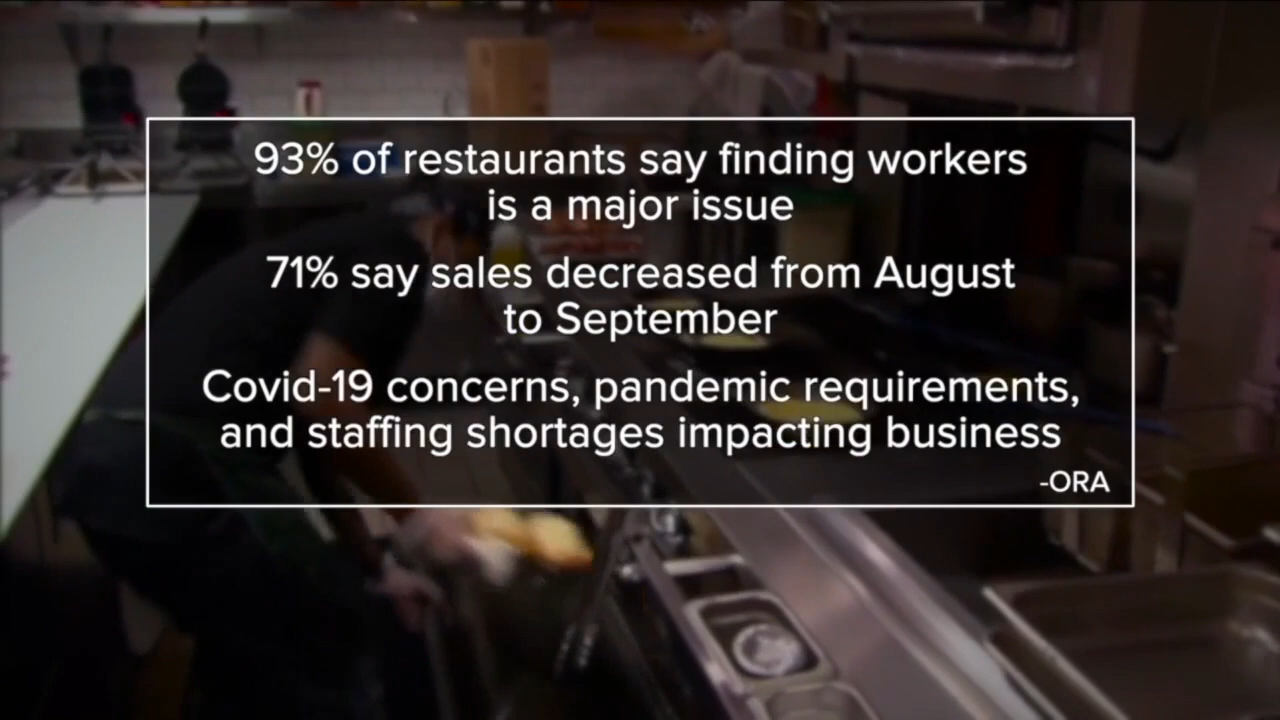 93% of restaurants say finding workers
is a major issue
71% say sales decreased from August
to September
Covid-19 concerns, pandemic requirements,
and staffing shortages impacting business
-ORA